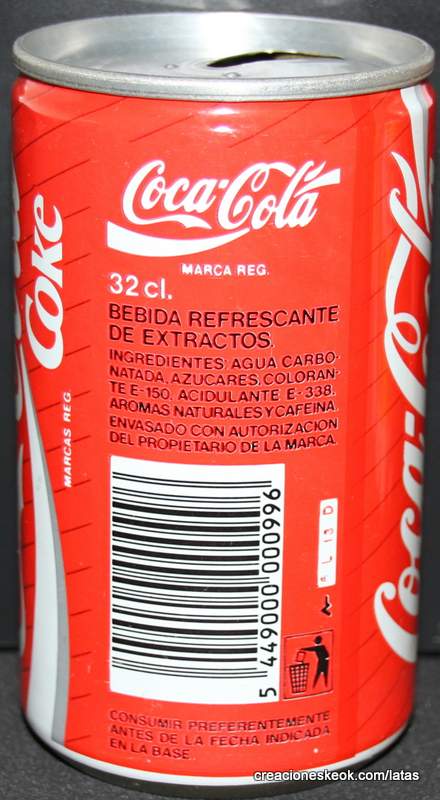 Coca-Cola
MARCA REG.
32 cl.
BEBIDA REFRESCANTE
DE EXTRACTOS.
INGREDIENTES: AGUA CARBO-
NATADA, AZUCARES, COLORAN-
TE E-150, ACIDULANTE E-338,
AROMAS NATURALES Y CAFEINA.
ENVASADO CON AUTORIZACION
DEL PROPIETARIO DE LA MARCA.
5 449000 000996
CONSUMIR PREFERENTEMENTE
ANTES DE LA FECHA INDICADA
EN LA BASE.
Coke
MARCAS REG.
Coca-C
creacioneskeok.com/latas